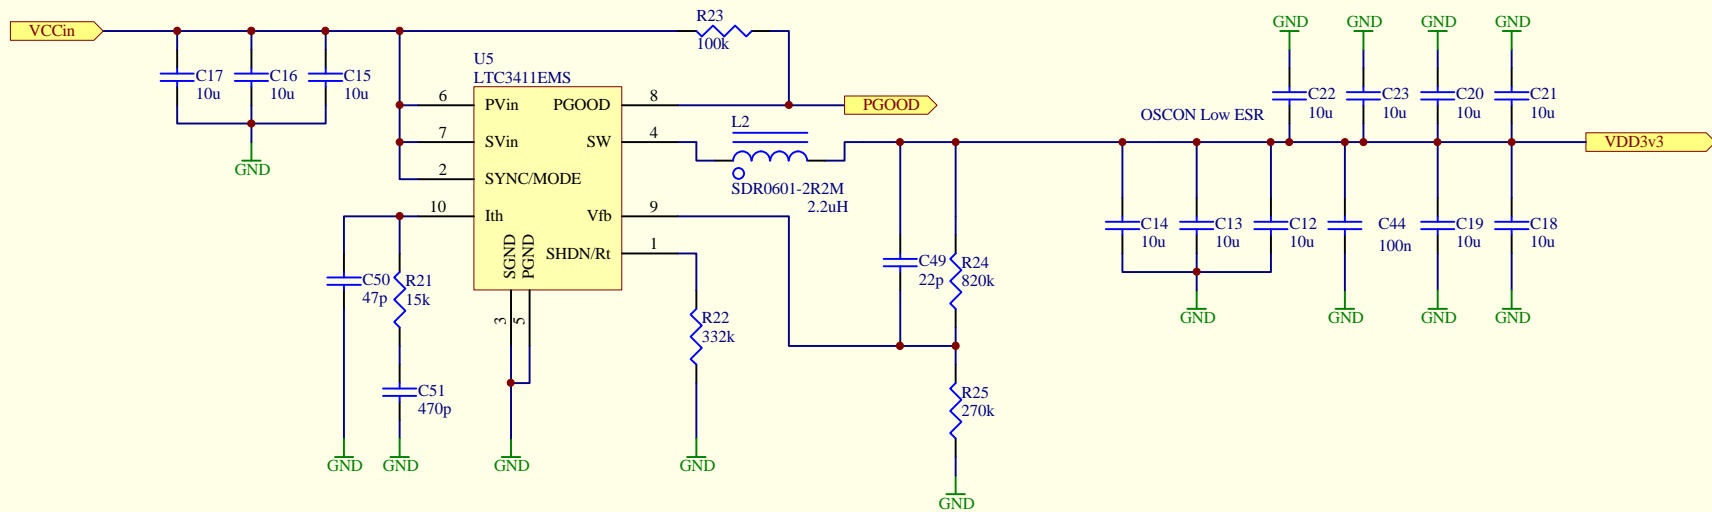 VCCin
C17
10u
C16
10u
C15
10u
GND
R23
100k
U5
LTC3411EMS
6
PVin
7
SVin
2
SYNC/MODE
10
Ith
PGOOD
8
SW
4
Vfb
9
SHDN/Rt
1
SGND
PGND
3
5
PGOOD
L2
SDR0601-2R2M
2.2uH
C50
47p
R21
15k
C51
470p
GND
GND
GND
R22
332k
GND
C49
22p
R24
820k
R25
270k
GND
OSCON Low ESR
GND
GND
GND
GND
C22
10u
C23
10u
C20
10u
C21
10u
VDD3v3
C14
10u
C13
10u
C12
10u
C44
100n
C19
10u
C18
10u
GND
GND
GND
GND